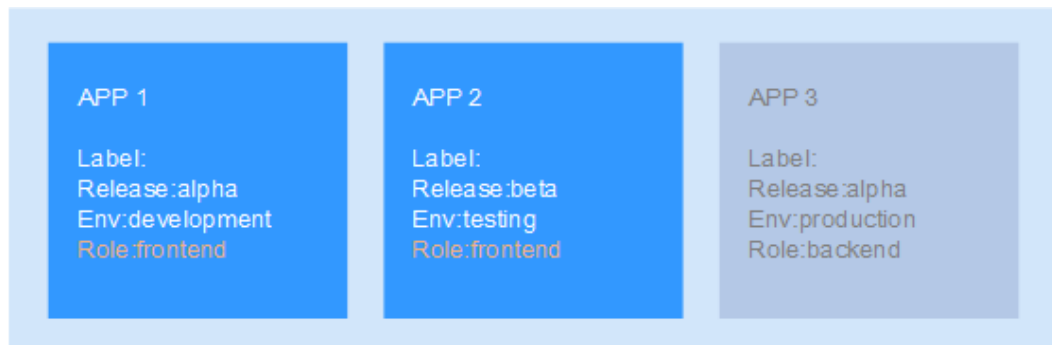 APP 1
Label:
Release:alpha
Env:development
Role:frontend
APP 2
Label:
Release:beta
Env:testing
Role:frontend
APP 3
Label:
Release:alpha
Env:production
Role:backend